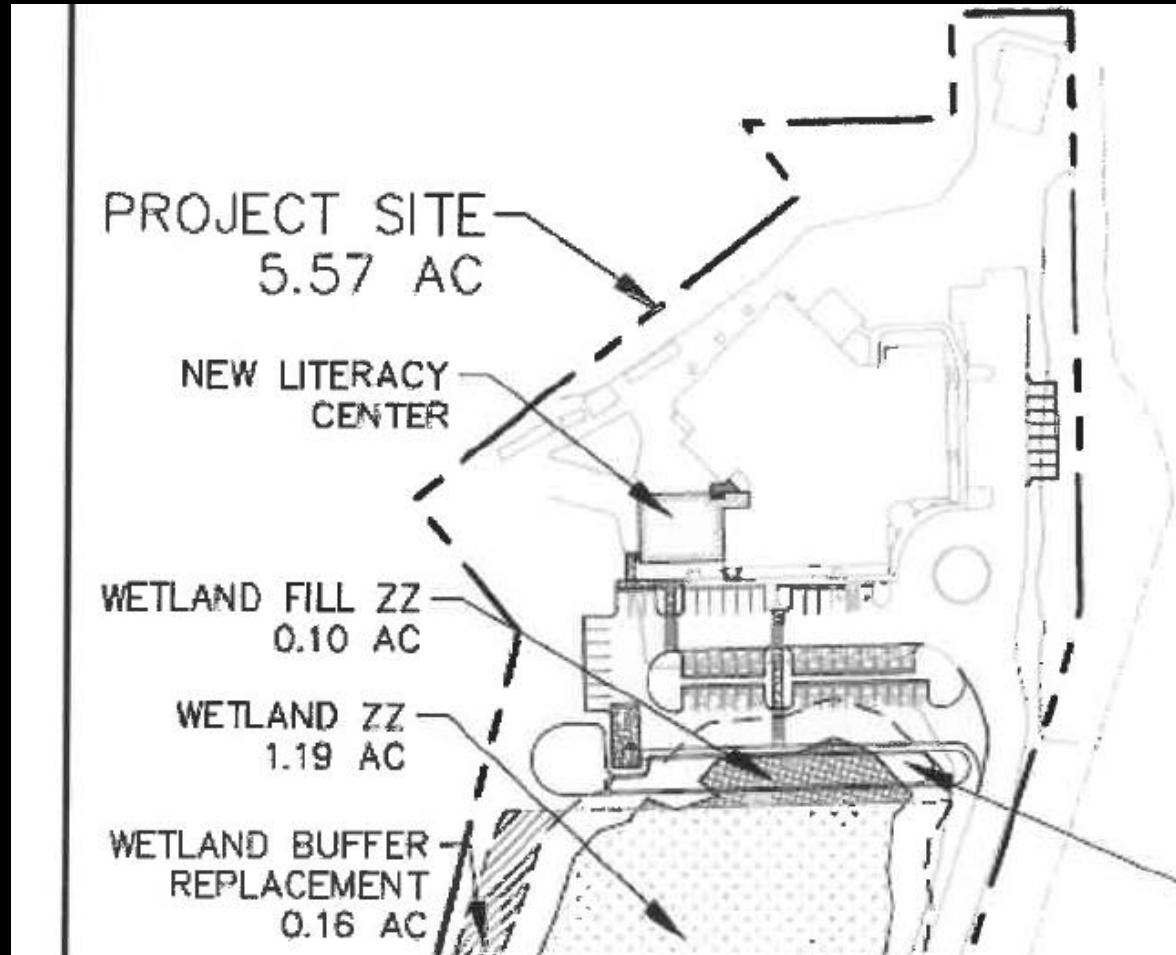 PROJECT SITE
5.57 AC
NEW LITERACY
CENTER
WETLAND FILL ZZ
0.10 AC
WETLAND ZZ
1.19 AC
WETLAND BUFFER
REPLACEMENT
0.16 AC